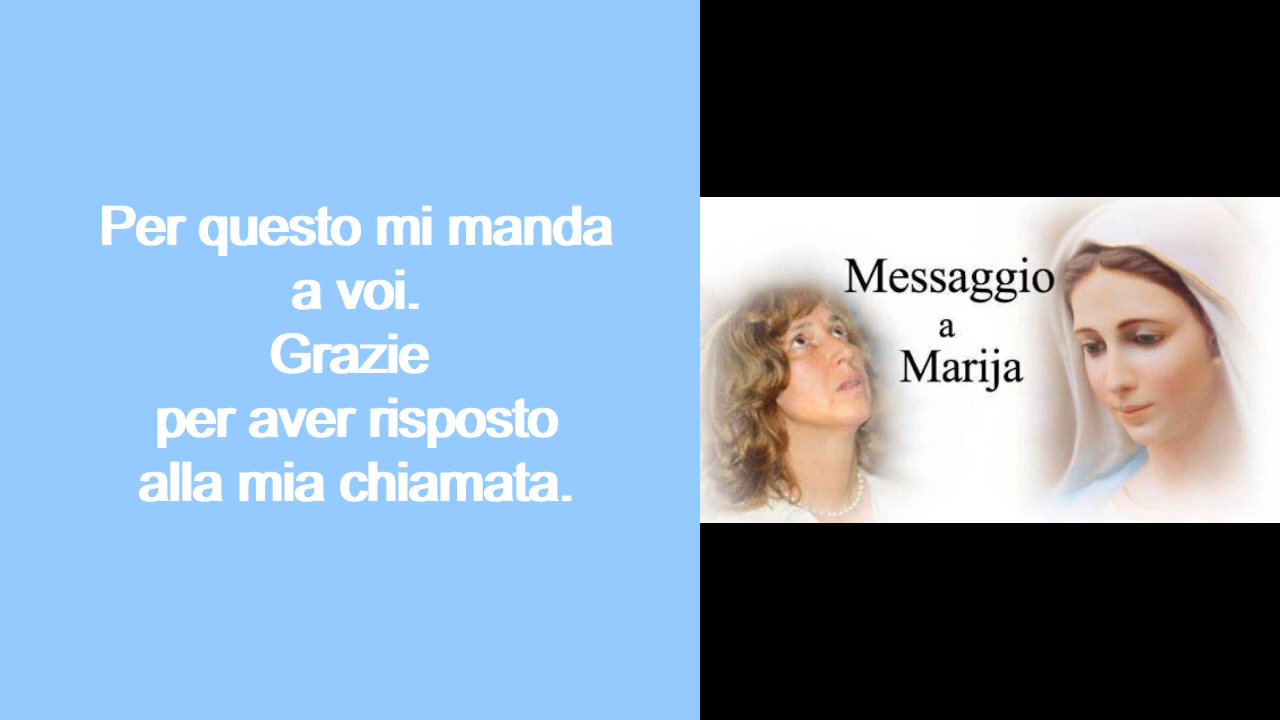 Per questo mi manda
a voi.
Grazie
per aver risposto
alla mia chiamata.
Messaggio
a
Marija